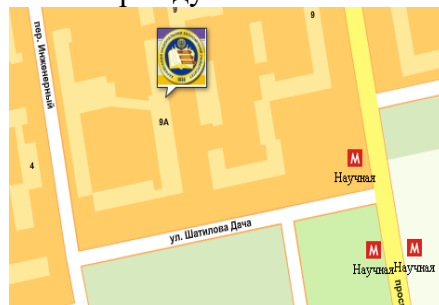 9
пер. Инженерный
9А
4
Научная
ул. Шатилова Дача
Научная
Научная
прос